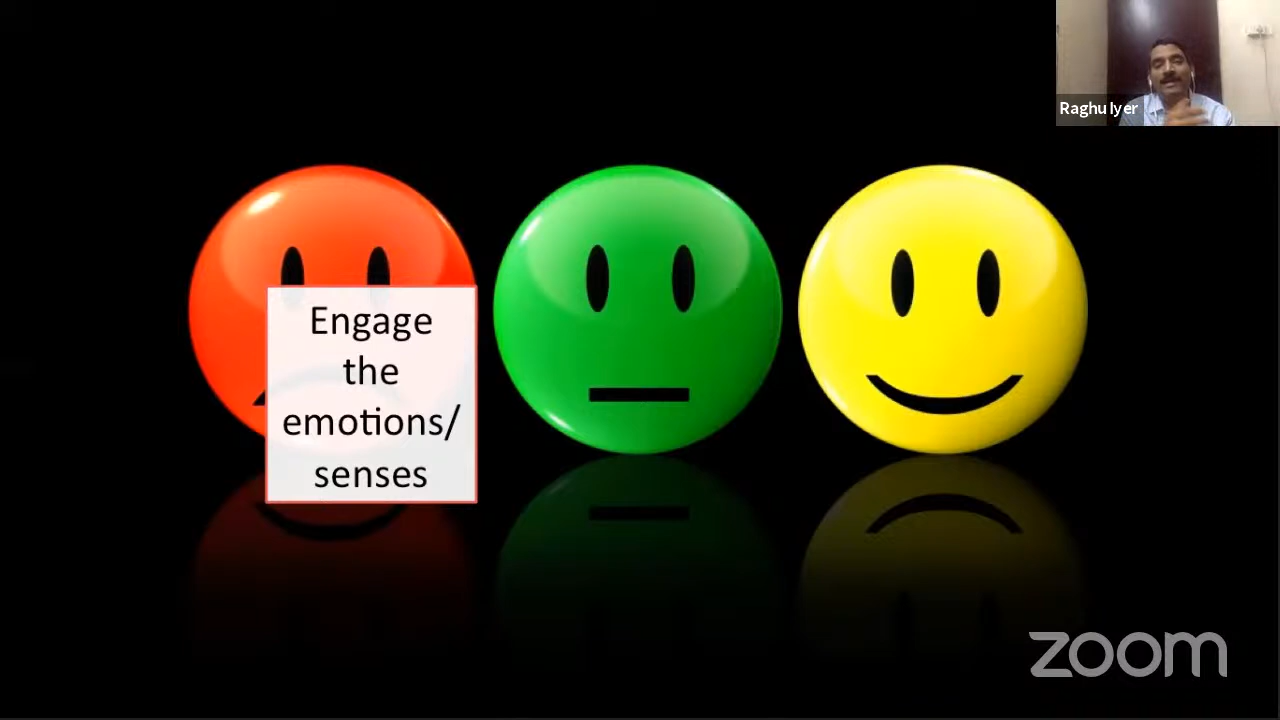 Raghu Iyer
Engage
the
emotions/
senses
zoom